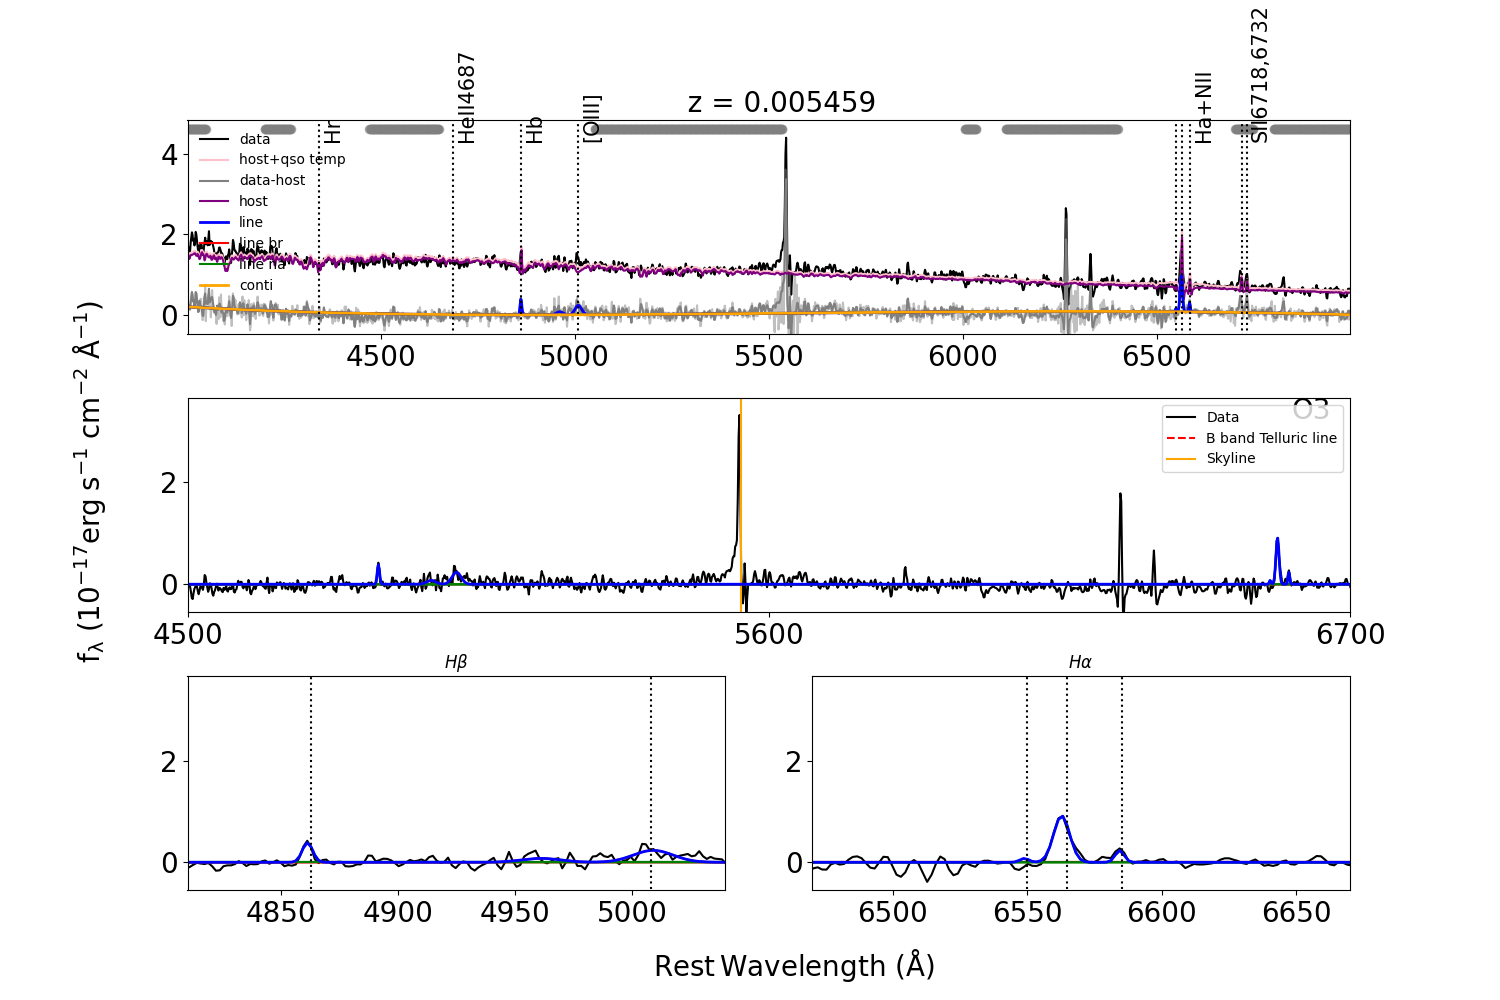 z = 0.005459
Hr
HeII4687
Hb
[OIII]
Ha+NII
SII6718,6732
data
host+qso temp
data-host
host
line
line br
line na
conti
4
2
0
4500
5000
5500
6000
6500
O3
Data
B band Telluric line
Skyline
2
0
4500
5600
6700
fλ (10⁻¹⁷erg s⁻¹ cm⁻² Å⁻¹)
Hβ
2
0
4850
4900
4950
5000
Hα
2
0
6500
6550
6600
6650
Rest Wavelength (Å)